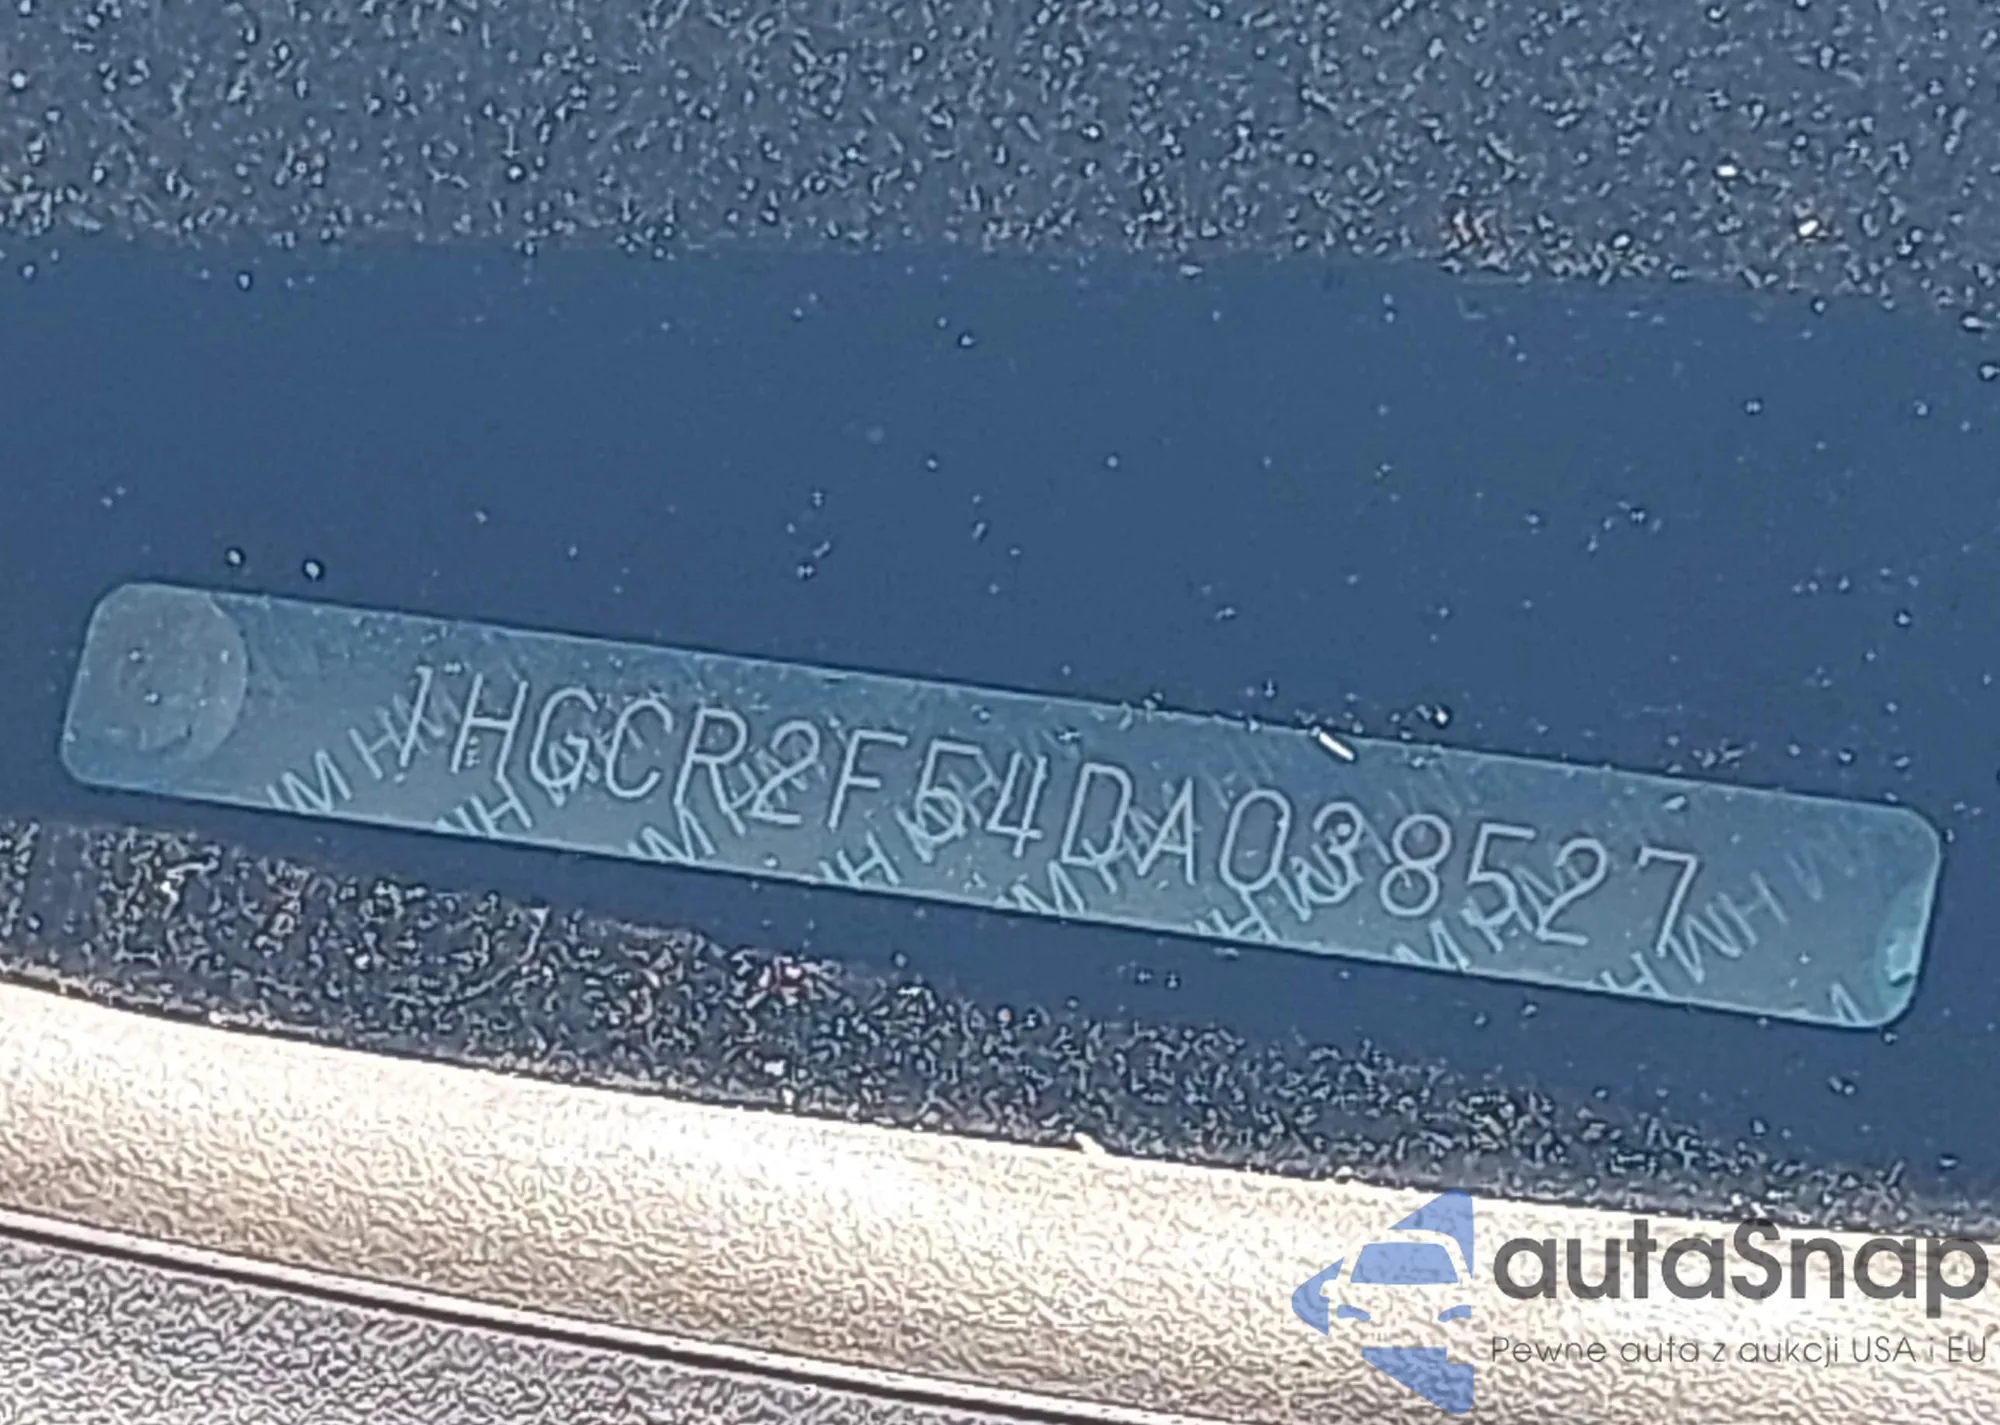 1HGCR2F54DA038527
autaSnap
Pewne auta z aukcji USA i EU